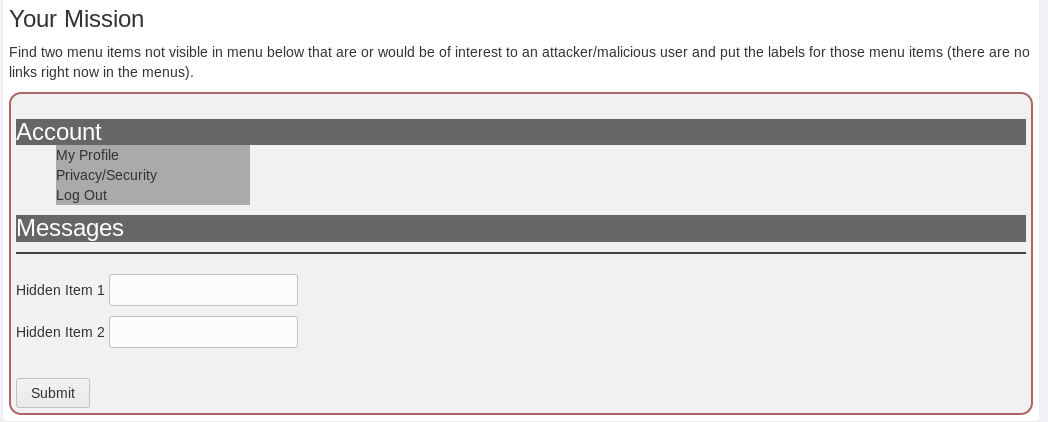 Your Mission
Find two menu items not visible in menu below that are or would be of interest to an attacker/malicious user and put the labels for those menu items (there are no
links right now in the menus).
Account
My Profile
Privacy/Security
Log Out
Messages
Hidden Item 1
Hidden Item 2
Submit